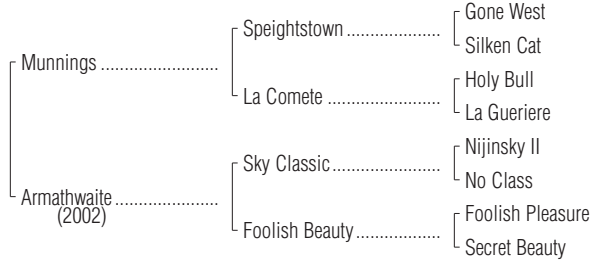 Gone West
Speightstown ....................
Silken Cat
Munnings .........................
Holy Bull
La Comete ........................
La Gueriere
Nijinsky II
Sky Classic.......................
No Class
Armathwaite ......................
(2002)
Foolish Pleasure
Foolish Beauty ..................
Secret Beauty